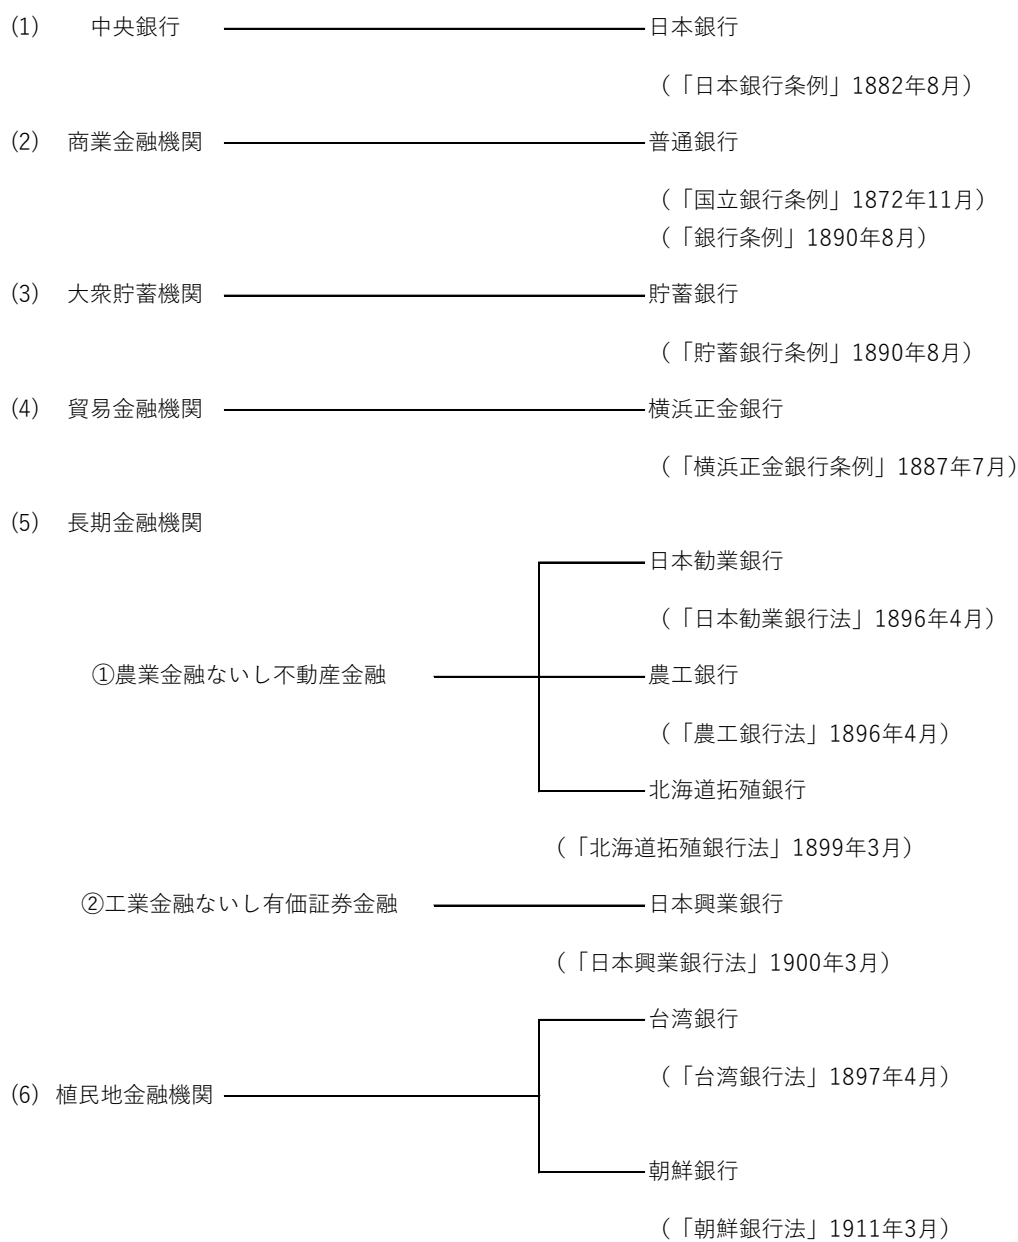 (1) 中央銀行 日本銀行
（「日本銀行条例」1882年8月）
(2) 商業金融機関 普通銀行
（「国立銀行条例」1872年11月）
（「銀行条例」1890年8月）
(3) 大衆貯蓄機関 貯蓄銀行
（「貯蓄銀行条例」1890年8月）
(4) 貿易金融機関 横浜正金銀行
（「横浜正金銀行条例」1887年7月）
(5) 長期金融機関
日本勧業銀行
（「日本勧業銀行法」1896年4月）
①農業金融ないし不動産金融 農工銀行
（「農工銀行法」1896年4月）
北海道拓殖銀行
（「北海道拓殖銀行法」1899年3月）
②工業金融ないし有価証券金融 日本興業銀行
（「日本興業銀行法」1900年3月）
台湾銀行
（「台湾銀行法」1897年4月）
(6) 植民地金融機関
朝鮮銀行
（「朝鮮銀行法」1911年3月）